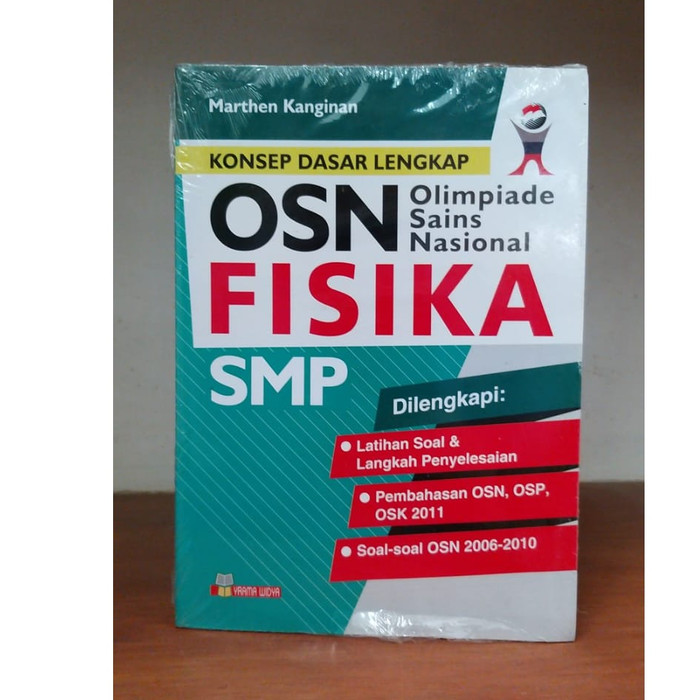 Marthen Kanginan
KONSEP DASAR LENGKAP
OSN
Olimpiade
Sains
Nasional
FISIKA
SMP
Dilengkapi:
Latihan Soal &
Langkah Penyelesaian
Pembahasan OSN, OSP,
OSK 2011
Soal-soal OSN 2006-2010
YRAMA WIDYA